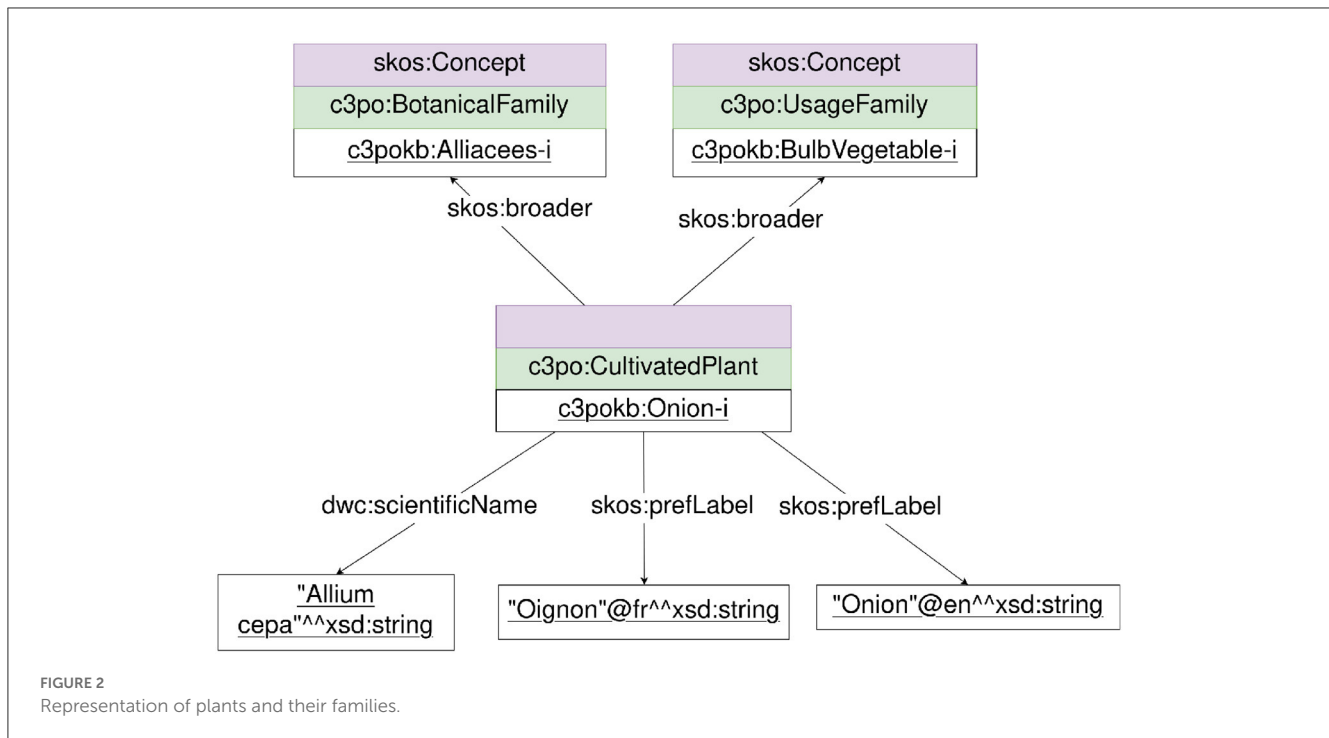 skos:Concept
skos:Concept
c3po:BotanicalFamily
c3po:UsageFamily
c3pokb:Alliacees-i
c3pokb:BulbVegetable-i
skos:broader
skos:broader
c3po:CultivatedPlant
c3pokb:Onion-i
dwc:scientificName
skos:prefLabel
skos:prefLabel
"Allium
cepa"^^xsd:string
"Oignon"@fr^^xsd:string
"Onion"@en^^xsd:string
FIGURE 2
Representation of plants and their families.